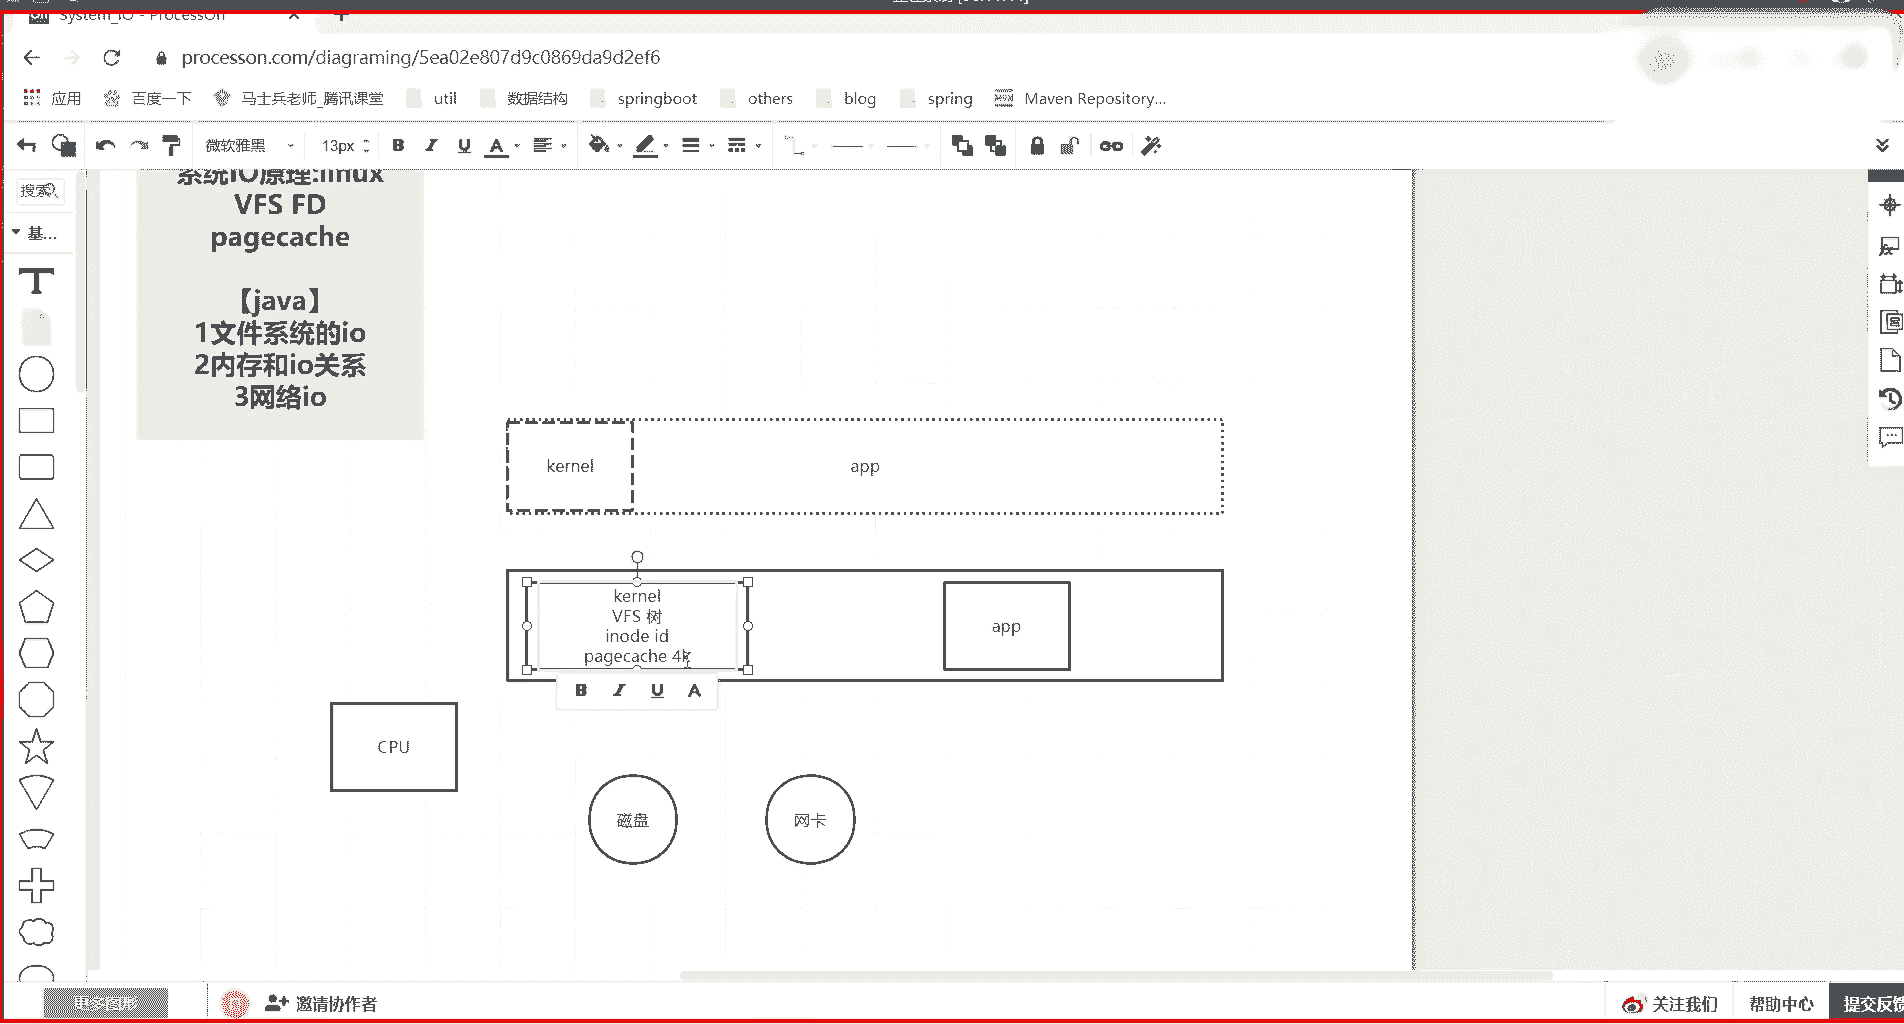 System_IO - ProcessOn
processon.com/diagraming/5ea02e807d9c0869da9d2ef6
应用 百度一下 马士兵老师_腾讯课堂 util 数据结构 springboot others blog spring Maven Repository...
微软雅黑 13px B I U A
搜索
基...
系统IO原理:linux
VFS FD
pagecache
【java】
1文件系统的io
2内存和io关系
3网络io
kernel app
kernel
VFS 树
inode id
pagecache 4k
app
B I U A
CPU
磁盘 网卡
更多图形 邀请协作者 关注我们 帮助中心 提交反馈